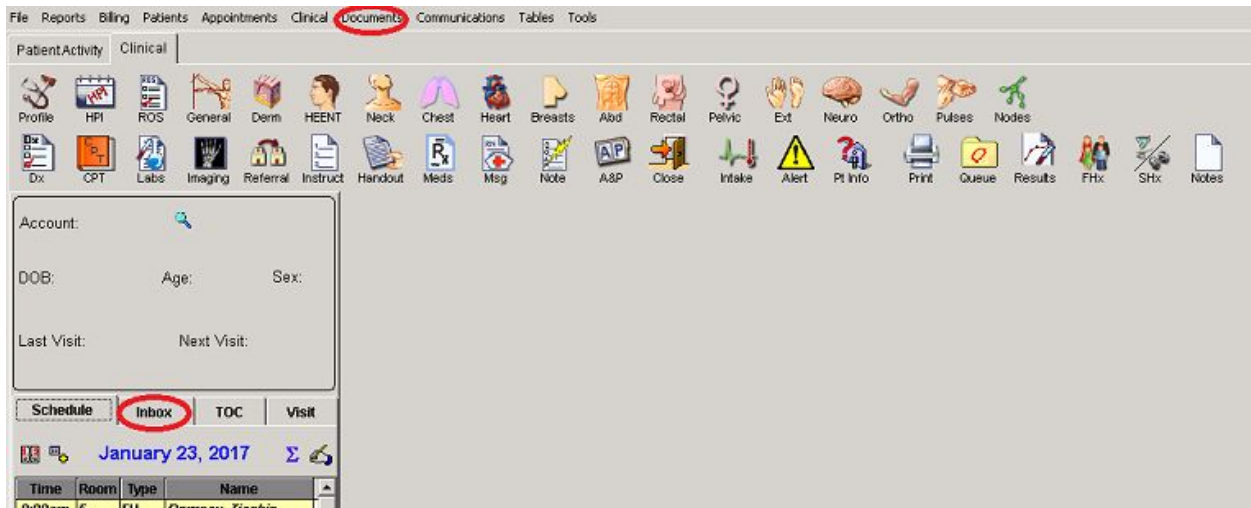 File Reports Billing Patients Appointments Clinical Documents Communications Tables Tools
Patient Activity Clinical
Profile HPI ROS General Derm HEENT Neck Chest Heart Breasts Abd Rectal Pelvic Ext Neuro Ortho Pulses Nodes
Dx CPT Labs Imaging Referral Instruct Handout Meds Msg Note A&P Close Intake Alert Pt Info Print Queue Results FHx SHx Notes
Account:
DOB: Age: Sex:
Last Visit: Next Visit:
Schedule Inbox TOC Visit
January 23, 2017 Σ
Time Room Type Name